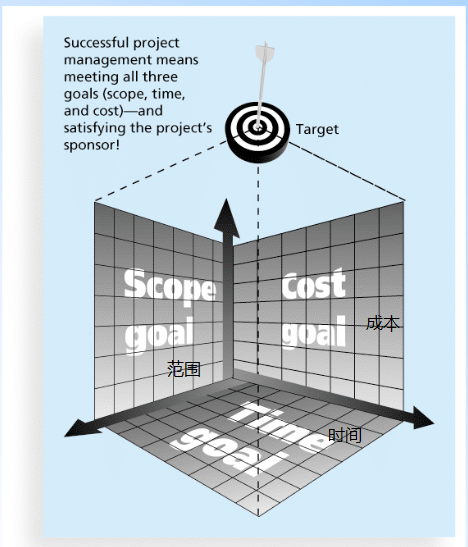 Successful project
management means
meeting all three
goals (scope, time,
and cost)—and
satisfying the project's
sponsor!
Target
Scope
goal
范围
Cost
goal
成本
Time
goal
时间